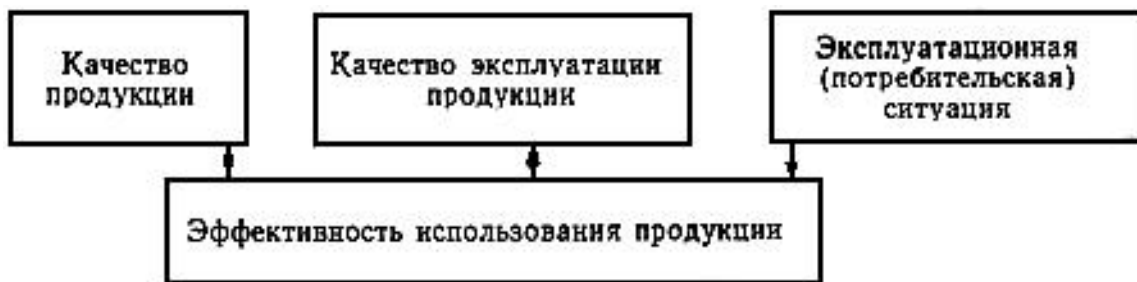 Качество
продукции
Качество эксплуатации
продукции
Эксплуатационная
(потребительская)
ситуация
Эффективность использования продукции